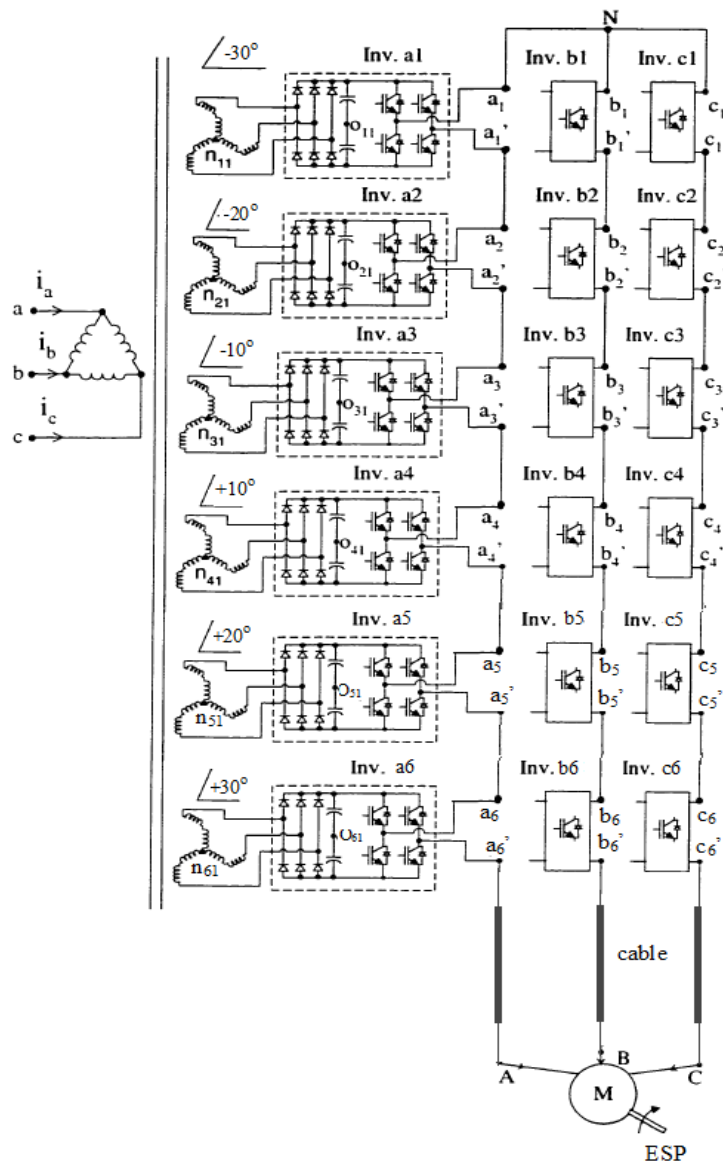 N
-30°
Inv. a1
Inv. b1
Inv. c1
n11
o11
a1
a1'
b1
b1'
c1
c1'
-20°
Inv. a2
Inv. b2
Inv. c2
n21
o21
a2
a2'
b2
b2'
c2
c2'
ia
a
ib
b
ic
c
-10°
Inv. a3
Inv. b3
Inv. c3
n31
o31
a3
a3'
b3
b3'
c3
c3'
+10°
Inv. a4
Inv. b4
Inv. c4
n41
o41
a4
a4'
b4
b4'
c4
c4'
+20°
Inv. a5
Inv. b5
Inv. c5
n51
O51
a5
a5'
b5
b5'
c5
c5'
+30°
Inv. a6
Inv. b6
Inv. c6
n61
O61
a6
a6'
b6
b6'
c6
c6'
cable
A
B
C
M
ESP